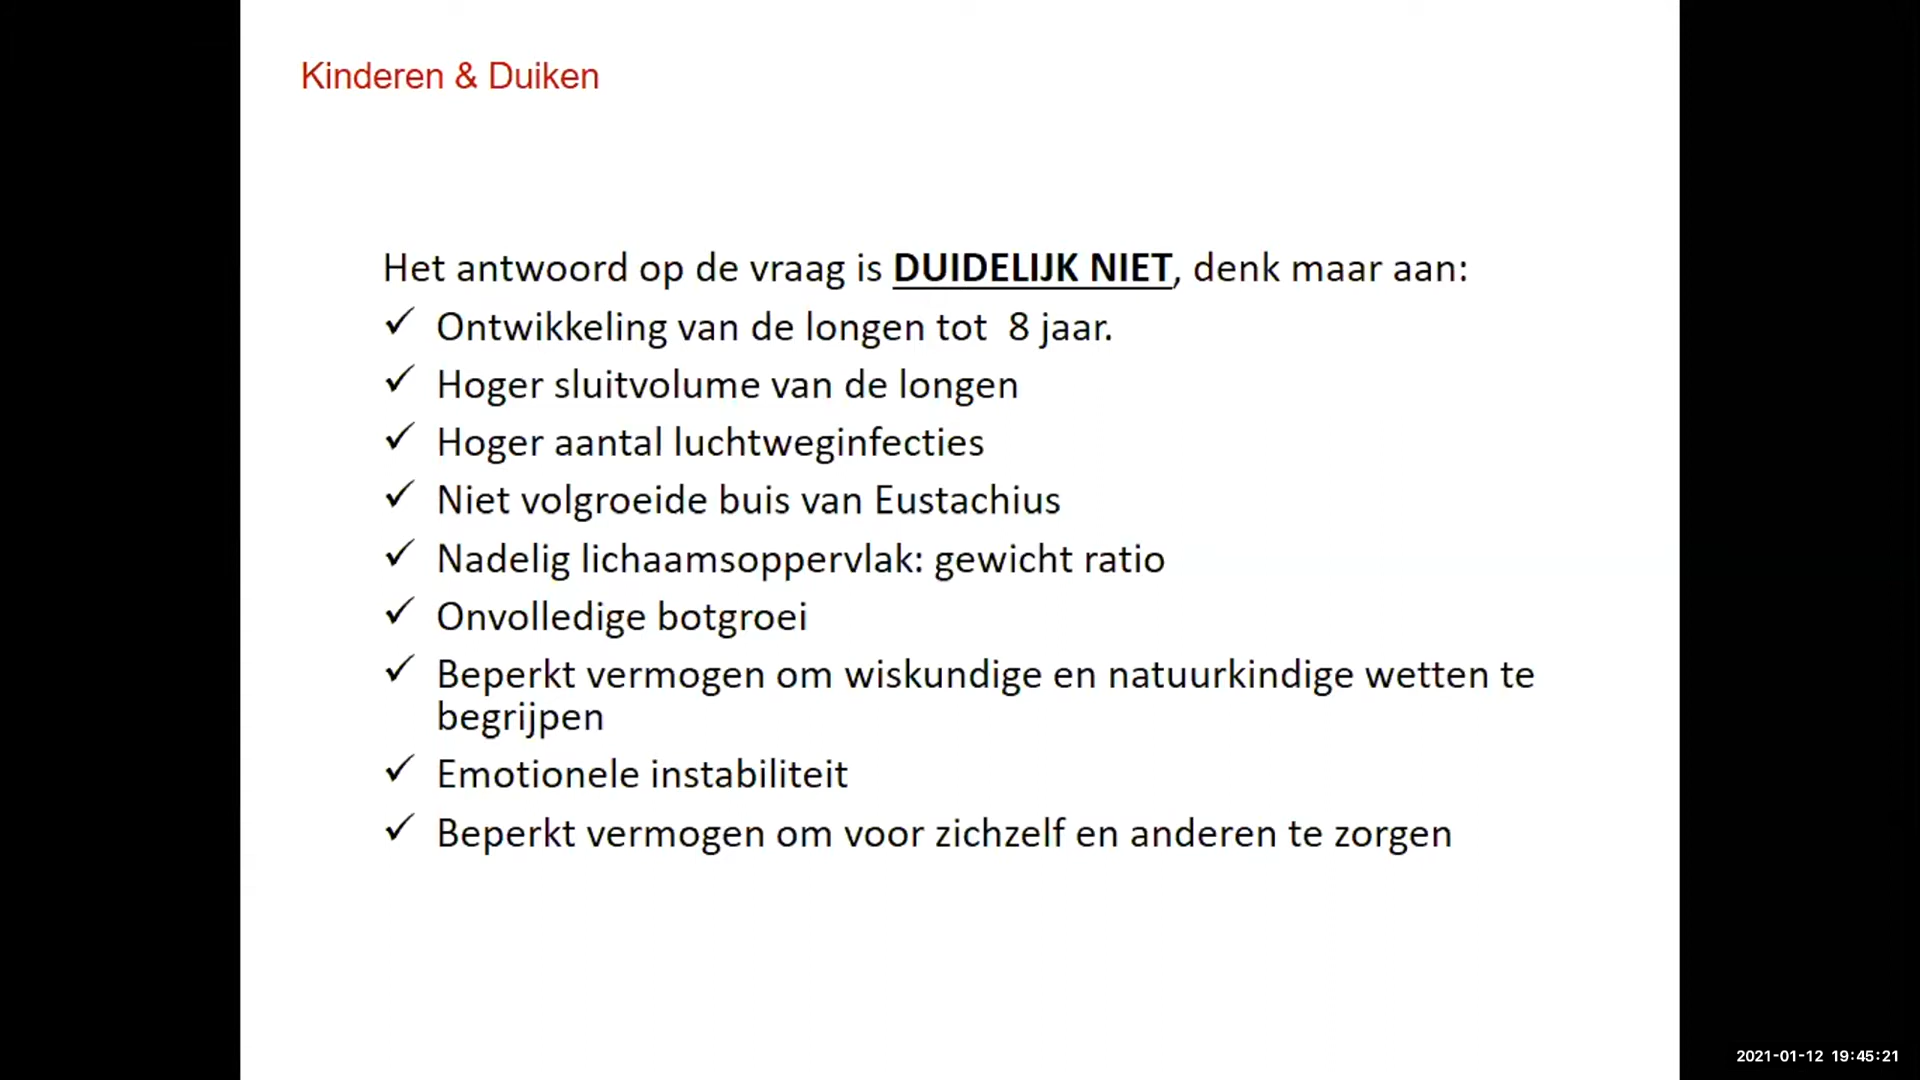 Kinderen & Duiken
Het antwoord op de vraag is DUIDELIJK NIET, denk maar aan:
✓ Ontwikkeling van de longen tot  8 jaar.
✓ Hoger sluitvolume van de longen
✓ Hoger aantal luchtweginfecties
✓ Niet volgroeide buis van Eustachius
✓ Nadelig lichaamsoppervlak: gewicht ratio
✓ Onvolledige botgroei
✓ Beperkt vermogen om wiskundige en natuurkindige wetten te
begrijpen
✓ Emotionele instabiliteit
✓ Beperkt vermogen om voor zichzelf en anderen te zorgen
2021-01-12 19:45:21